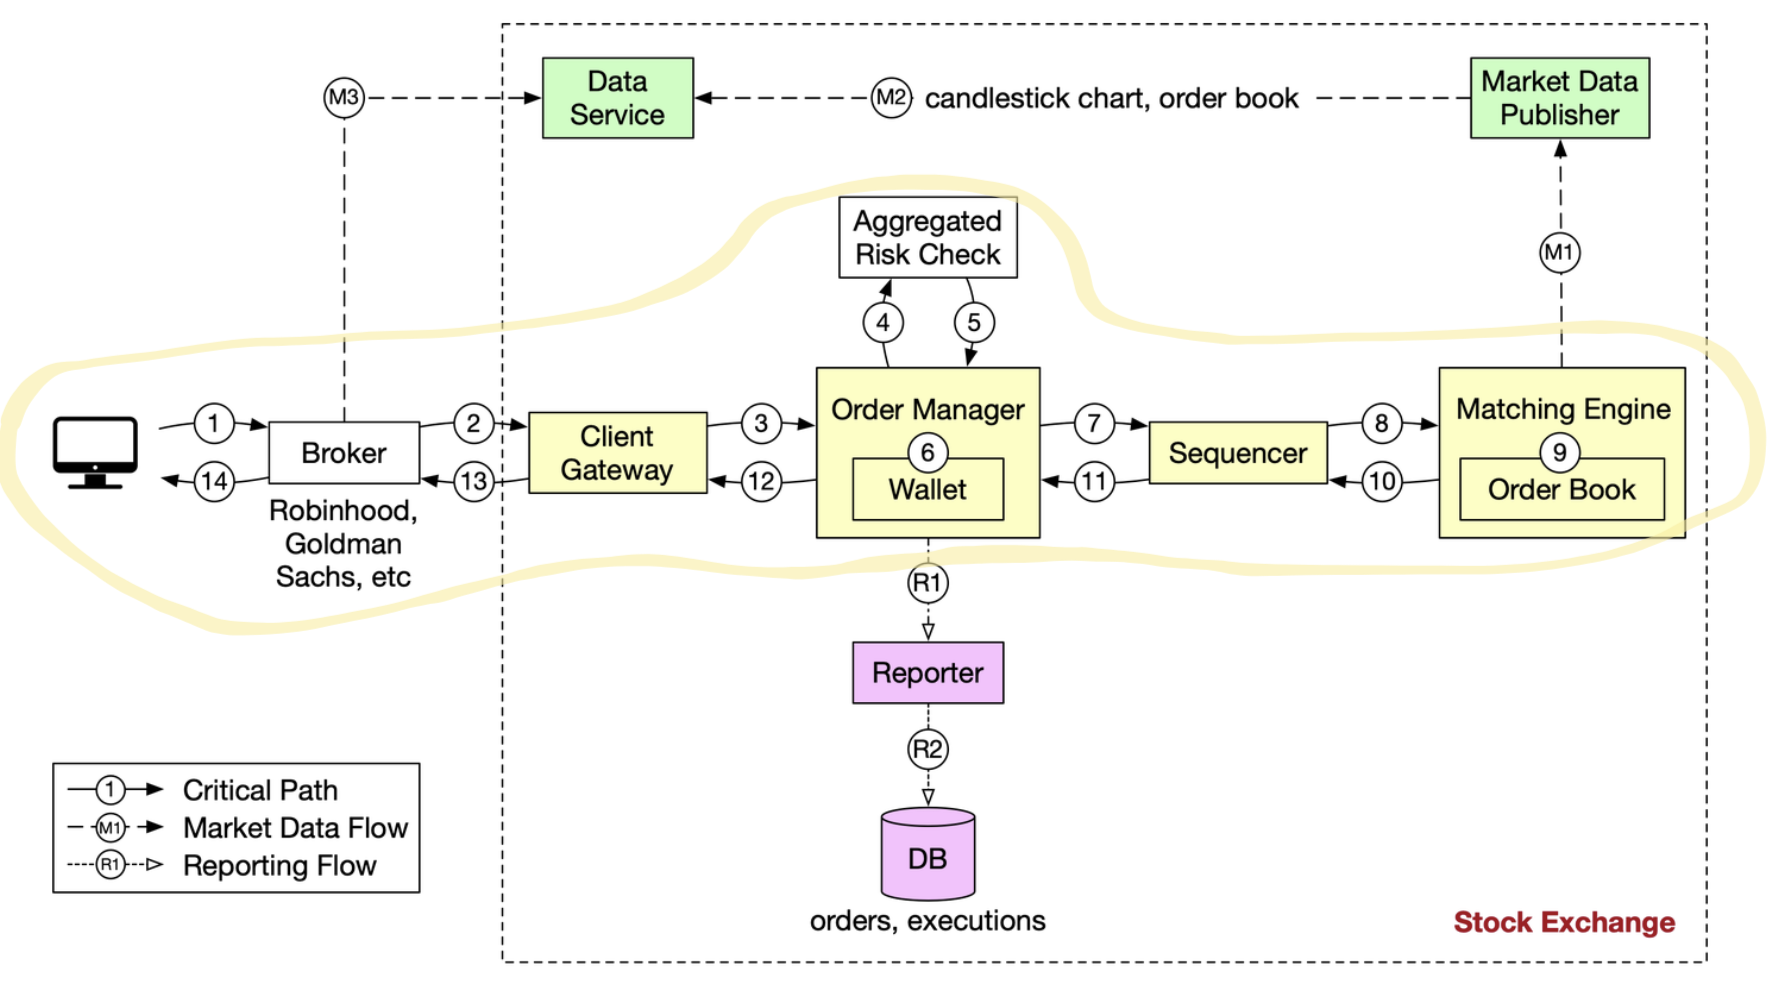 M3
Data
Service
M2
candlestick chart, order book
Market Data
Publisher
Aggregated
Risk Check
M1
4
5
1
Broker
2
Client
Gateway
3
Order Manager
6
Wallet
7
Sequencer
8
Matching Engine
9
Order Book
14
13
12
11
10
Robinhood,
Goldman
Sachs, etc
R1
Reporter
R2
DB
orders, executions
1 Critical Path
M1 Market Data Flow
R1 Reporting Flow
Stock Exchange